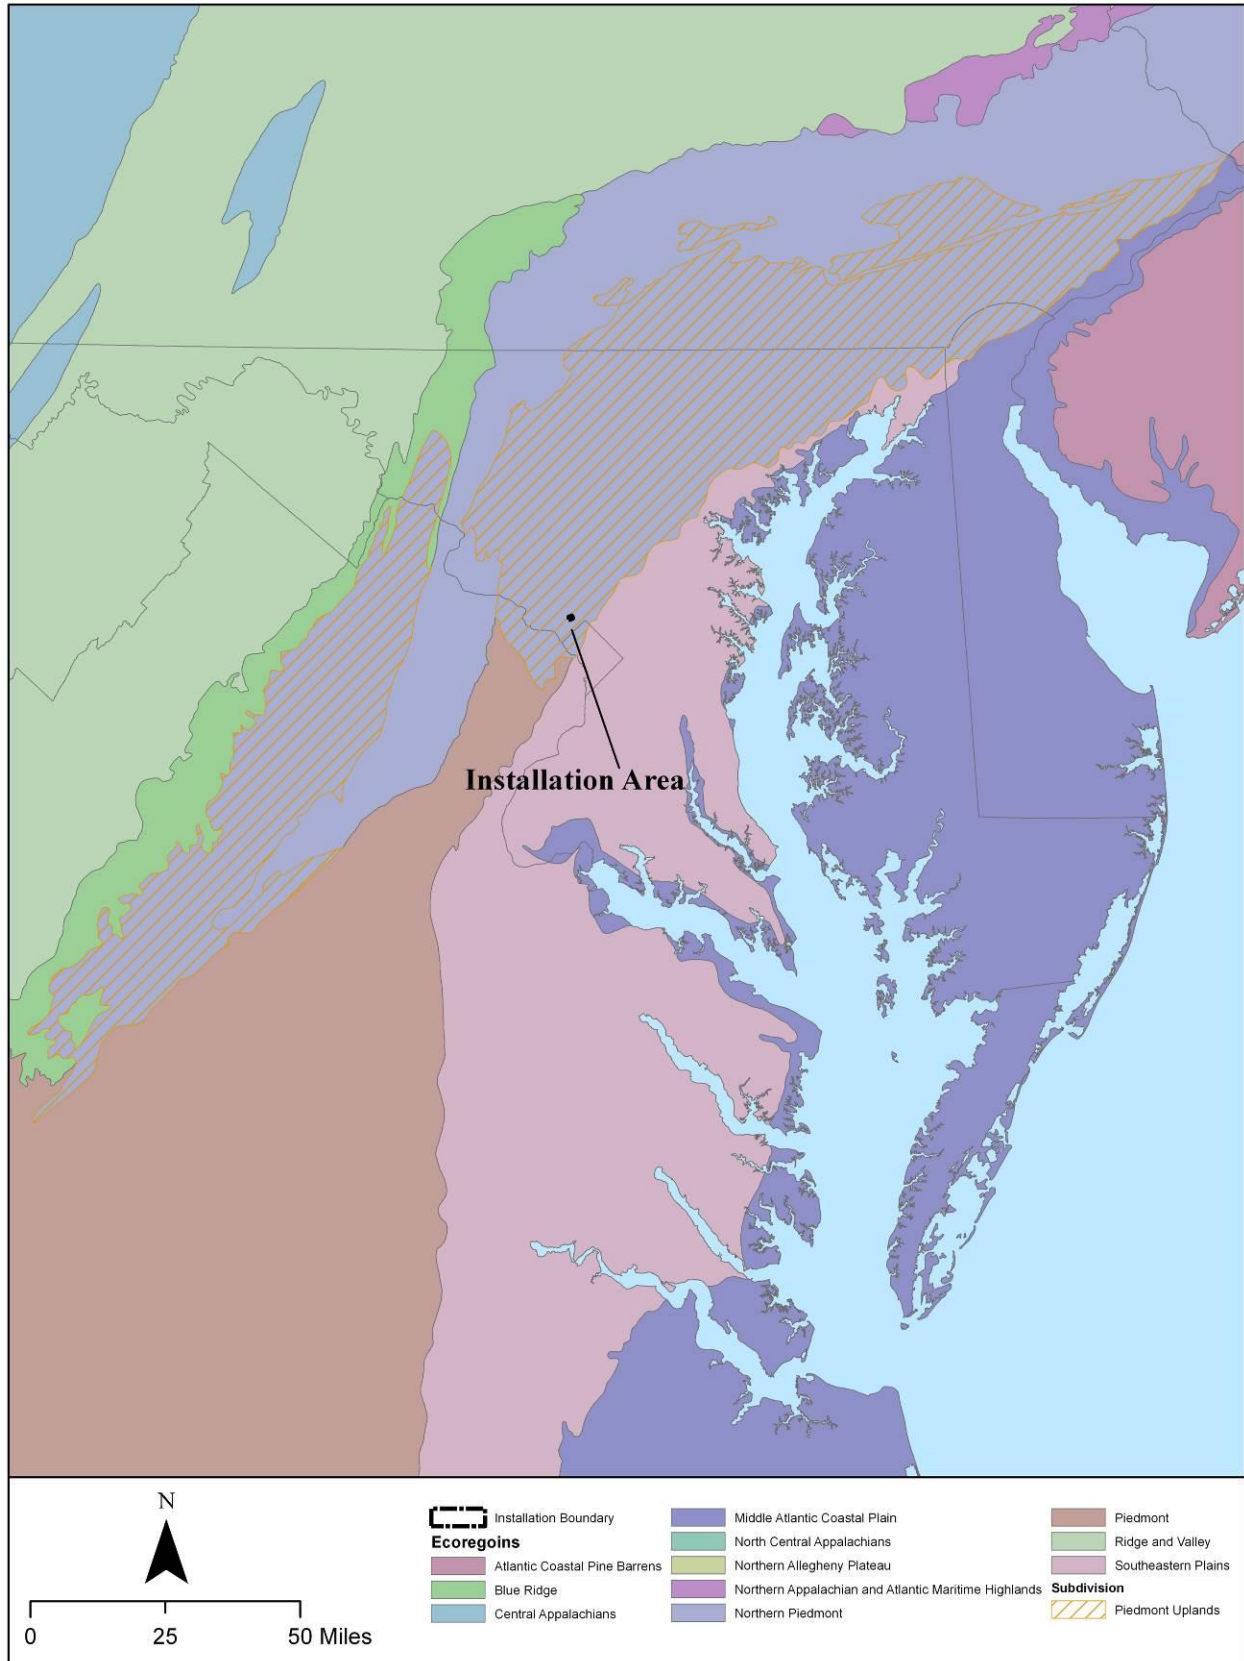 Installation Area
N
0 25 50 Miles
Installation Boundary
Ecoregoins
Atlantic Coastal Pine Barrens
Blue Ridge
Central Appalachians
Middle Atlantic Coastal Plain
North Central Appalachians
Northern Allegheny Plateau
Northern Appalachian and Atlantic Maritime Highlands
Northern Piedmont
Piedmont
Ridge and Valley
Southeastern Plains
Subdivision
Piedmont Uplands